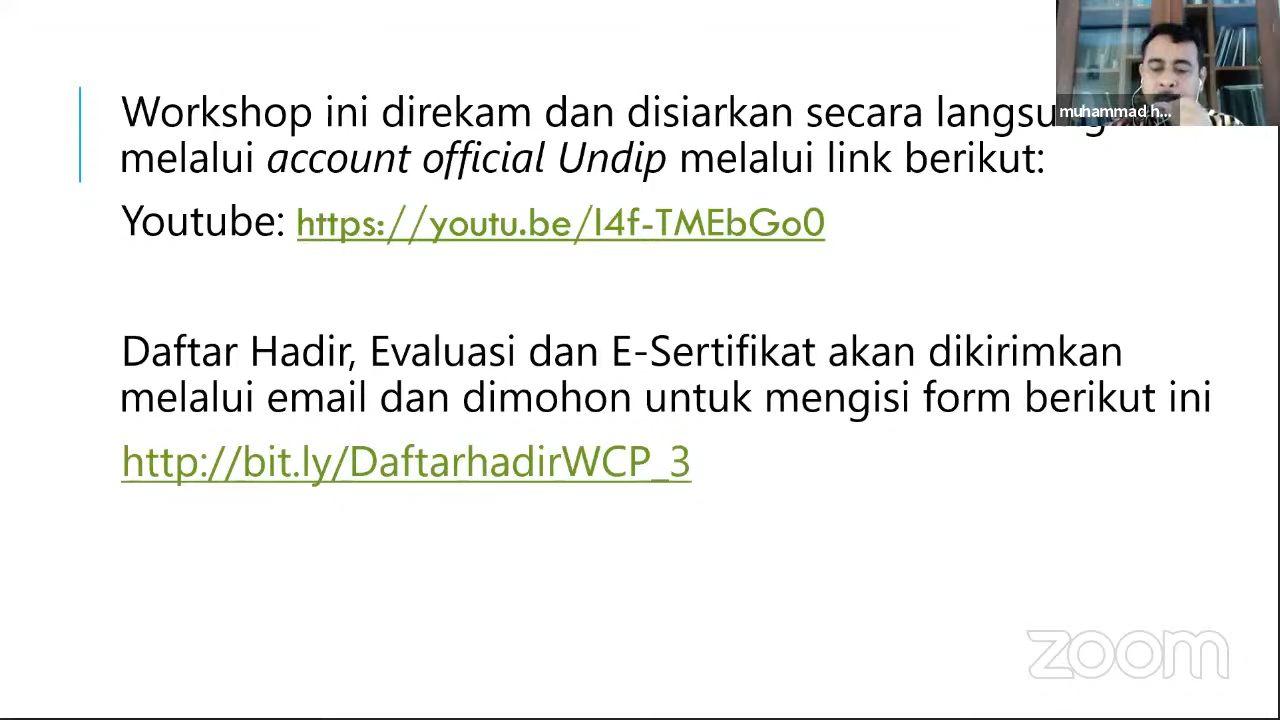 Workshop ini direkam dan disiarkan secara langsung
melalui account official Undip melalui link berikut:
Youtube: https://youtu.be/I4f-TMEbGo0
Daftar Hadir, Evaluasi dan E-Sertifikat akan dikirimkan
melalui email dan dimohon untuk mengisi form berikut ini
http://bit.ly/DaftarhadirWCP_3
muhammad h...
zoom